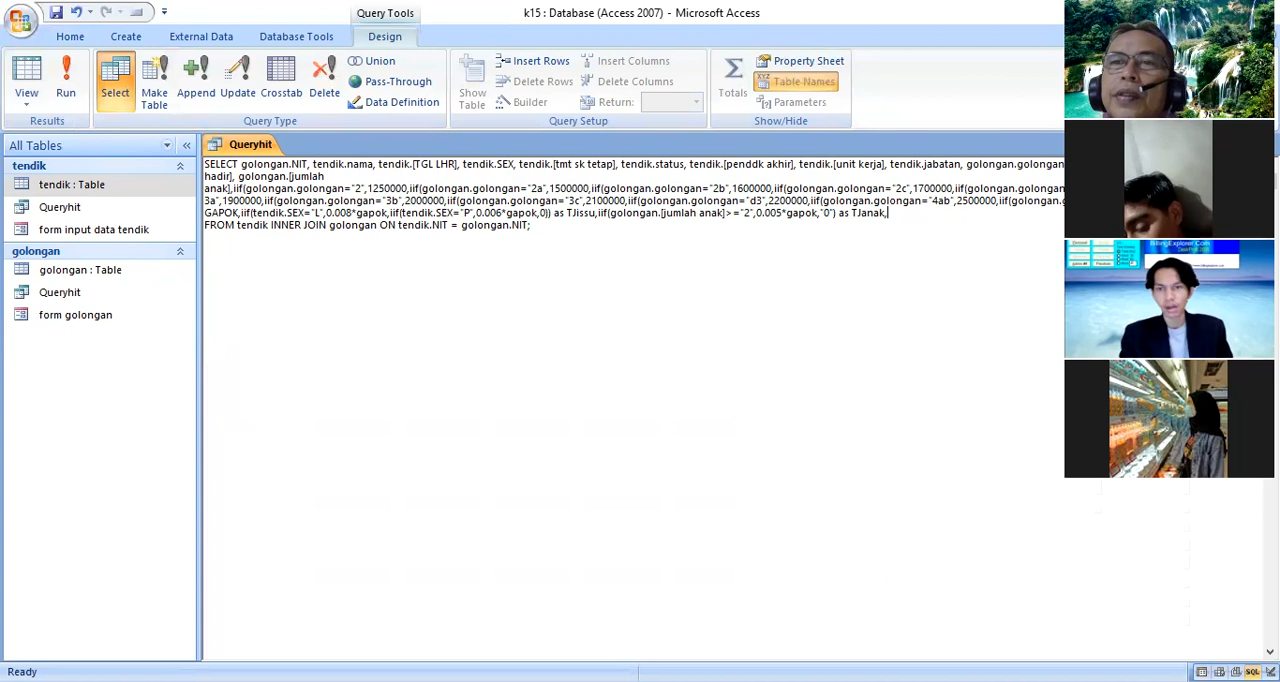 k15 : Database (Access 2007) - Microsoft Access
Query Tools
Home Create External Data Database Tools Design
View Run Select Make Table Append Update Crosstab Delete
Union
Pass-Through
Data Definition
Show Table
Insert Rows
Delete Rows
Builder
Insert Columns
Delete Columns
Return:
Totals
Property Sheet
Table Names
Parameters
Results Query Type Query Setup Show/Hide
All Tables
tendik
tendik : Table
Queryhit
form input data tendik
golongan
golongan : Table
Queryhit
form golongan
Queryhit
SELECT golongan.NIT, tendik.nama, tendik.[TGL LHR], tendik.SEX, tendik.[tmt sk tetap], tendik.status, tendik.[penddk akhir], tendik.[unit kerja], tendik.jabatan, golongan.golongan
hadir], golongan.[jumlah
anak],iif(golongan.golongan="2",1250000,iif(golongan.golongan="2a",1500000,iif(golongan.golongan="2b",1600000,iif(golongan.golongan="2c",1700000,iif(golongan.golongan=
3a",1900000,iif(golongan.golongan="3b",2000000,iif(golongan.golongan="3c",2100000,iif(golongan.golongan="d3",2200000,iif(golongan.golongan="4ab",2500000,iif(golongan.g
GAPOK,iif(tendik.SEX="L",0.008*gapok,iif(tendik.SEX="P",0.006*gapok,0)) as TJissu,iif(golongan.[jumlah anak]>="2",0.005*gapok,"0") as TJanak,
FROM tendik INNER JOIN golongan ON tendik.NIT = golongan.NIT;
BillingExplorer.Com
Ready
SQL